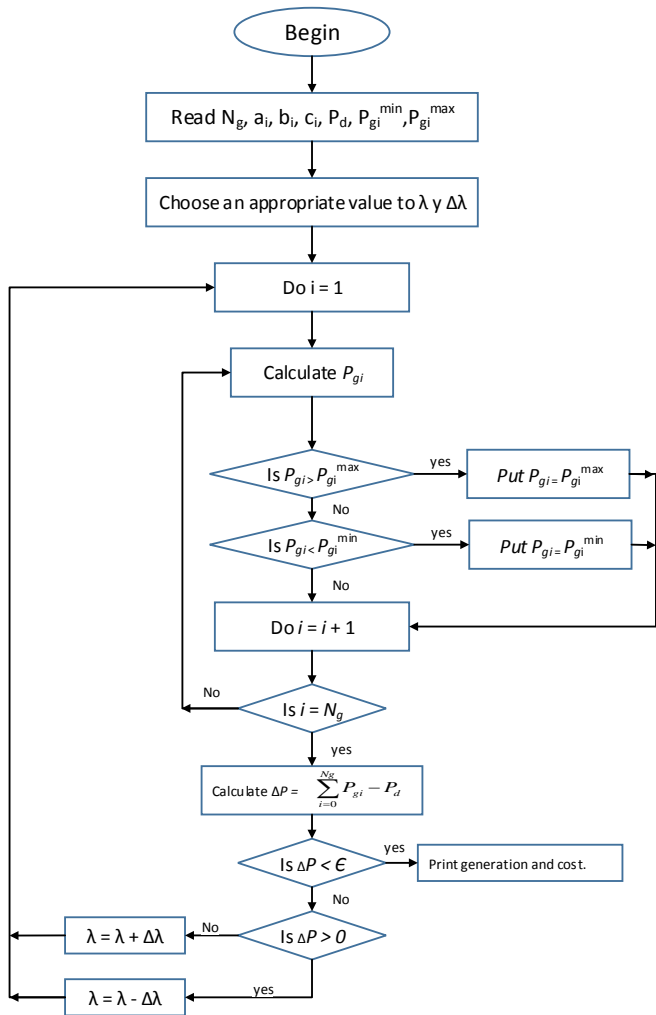 Begin
Read N_g, a_i, b_i, c_i, P_d, P_gi^min,P_gi^max
Choose an appropriate value to λ y Δλ
Do i = 1
Calculate P_gi
Is P_gi > P_gi^max
yes
Put P_gi = P_gi^max
No
Is P_gi < P_gi^min
yes
Put P_gi = P_gi^min
No
Do i = i + 1
No
Is i = N_g
yes
Calculate ΔP = ∑_{i=0}^{Ng} P_gi − P_d
Is ΔP < ϵ
yes
Print generation and cost.
No
λ = λ + Δλ
No
Is ΔP > 0
λ = λ - Δλ
yes